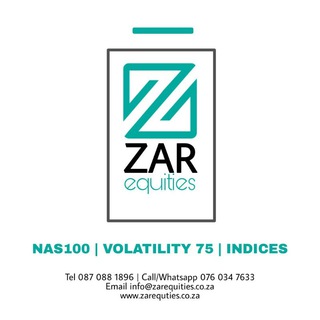 ZAR
equities
NAS100 | VOLATILITY 75 | INDICES
Tel 087 088 1896 | Call/Whatsapp 076 034 7633
Email info@zarequities.co.za
www.zarequties.co.za